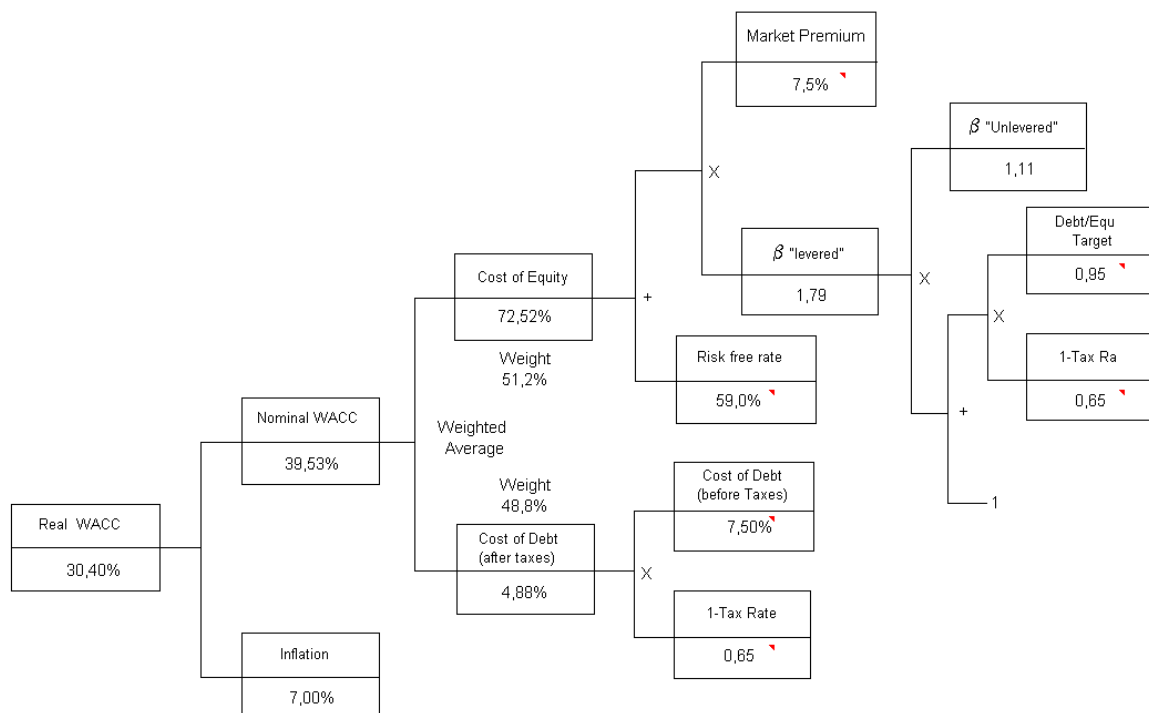 Market Premium
7,5%
β "Unlevered"
1,11
X
Debt/Equ
Target
0,95
β "levered"
1,79
X
Cost of Equity
72,52%
+
X
Risk free rate
59,0%
1-Tax Ra
0,65
Weight
51,2%
+
Nominal WACC
39,53%
Weighted
Average
Weight
48,8%
Cost of Debt
(before Taxes)
7,50%
1
Real WACC
30,40%
Cost of Debt
(after taxes)
4,88%
X
1-Tax Rate
0,65
Inflation
7,00%